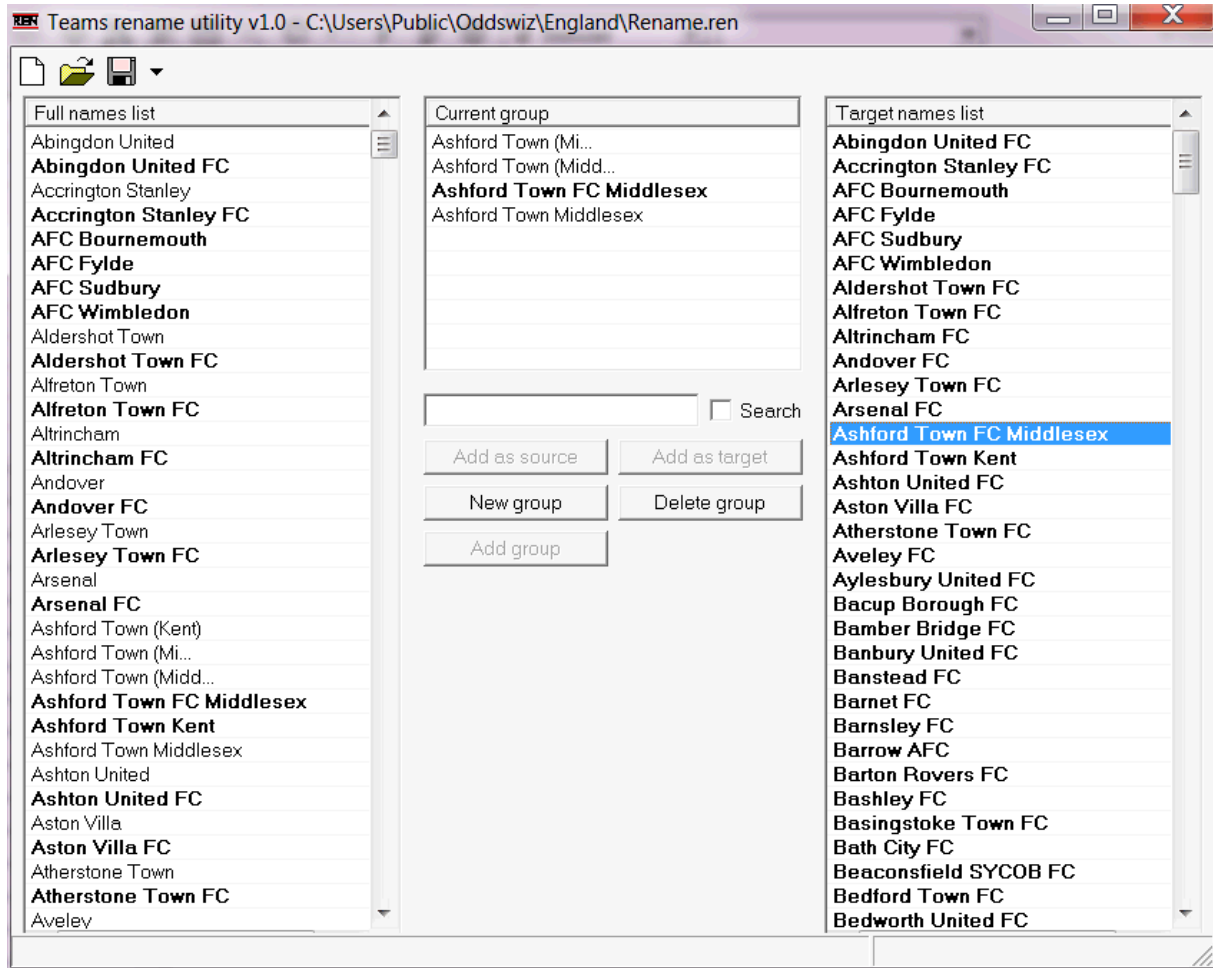 REN Teams rename utility v1.0 - C:\Users\Public\Oddswiz\England\Rename.ren
Full names list
Abingdon United
Abingdon United FC
Accrington Stanley
Accrington Stanley FC
AFC Bournemouth
AFC Fylde
AFC Sudbury
AFC Wimbledon
Aldershot Town
Aldershot Town FC
Alfreton Town
Alfreton Town FC
Altrincham
Altrincham FC
Andover
Andover FC
Arlesey Town
Arlesey Town FC
Arsenal
Arsenal FC
Ashford Town (Kent)
Ashford Town (Mi...
Ashford Town (Midd...
Ashford Town FC Middlesex
Ashford Town Kent
Ashford Town Middlesex
Ashton United
Ashton United FC
Aston Villa
Aston Villa FC
Atherstone Town
Atherstone Town FC
Aveley
Current group
Ashford Town (Mi...
Ashford Town (Midd...
Ashford Town FC Middlesex
Ashford Town Middlesex
Search
Add as source
Add as target
New group
Delete group
Add group
Target names list
Abingdon United FC
Accrington Stanley FC
AFC Bournemouth
AFC Fylde
AFC Sudbury
AFC Wimbledon
Aldershot Town FC
Alfreton Town FC
Altrincham FC
Andover FC
Arlesey Town FC
Arsenal FC
Ashford Town FC Middlesex
Ashford Town Kent
Ashton United FC
Aston Villa FC
Atherstone Town FC
Aveley FC
Aylesbury United FC
Bacup Borough FC
Bamber Bridge FC
Banbury United FC
Banstead FC
Barnet FC
Barnsley FC
Barrow AFC
Barton Rovers FC
Bashley FC
Basingstoke Town FC
Bath City FC
Beaconsfield SYCOB FC
Bedford Town FC
Bedworth United FC